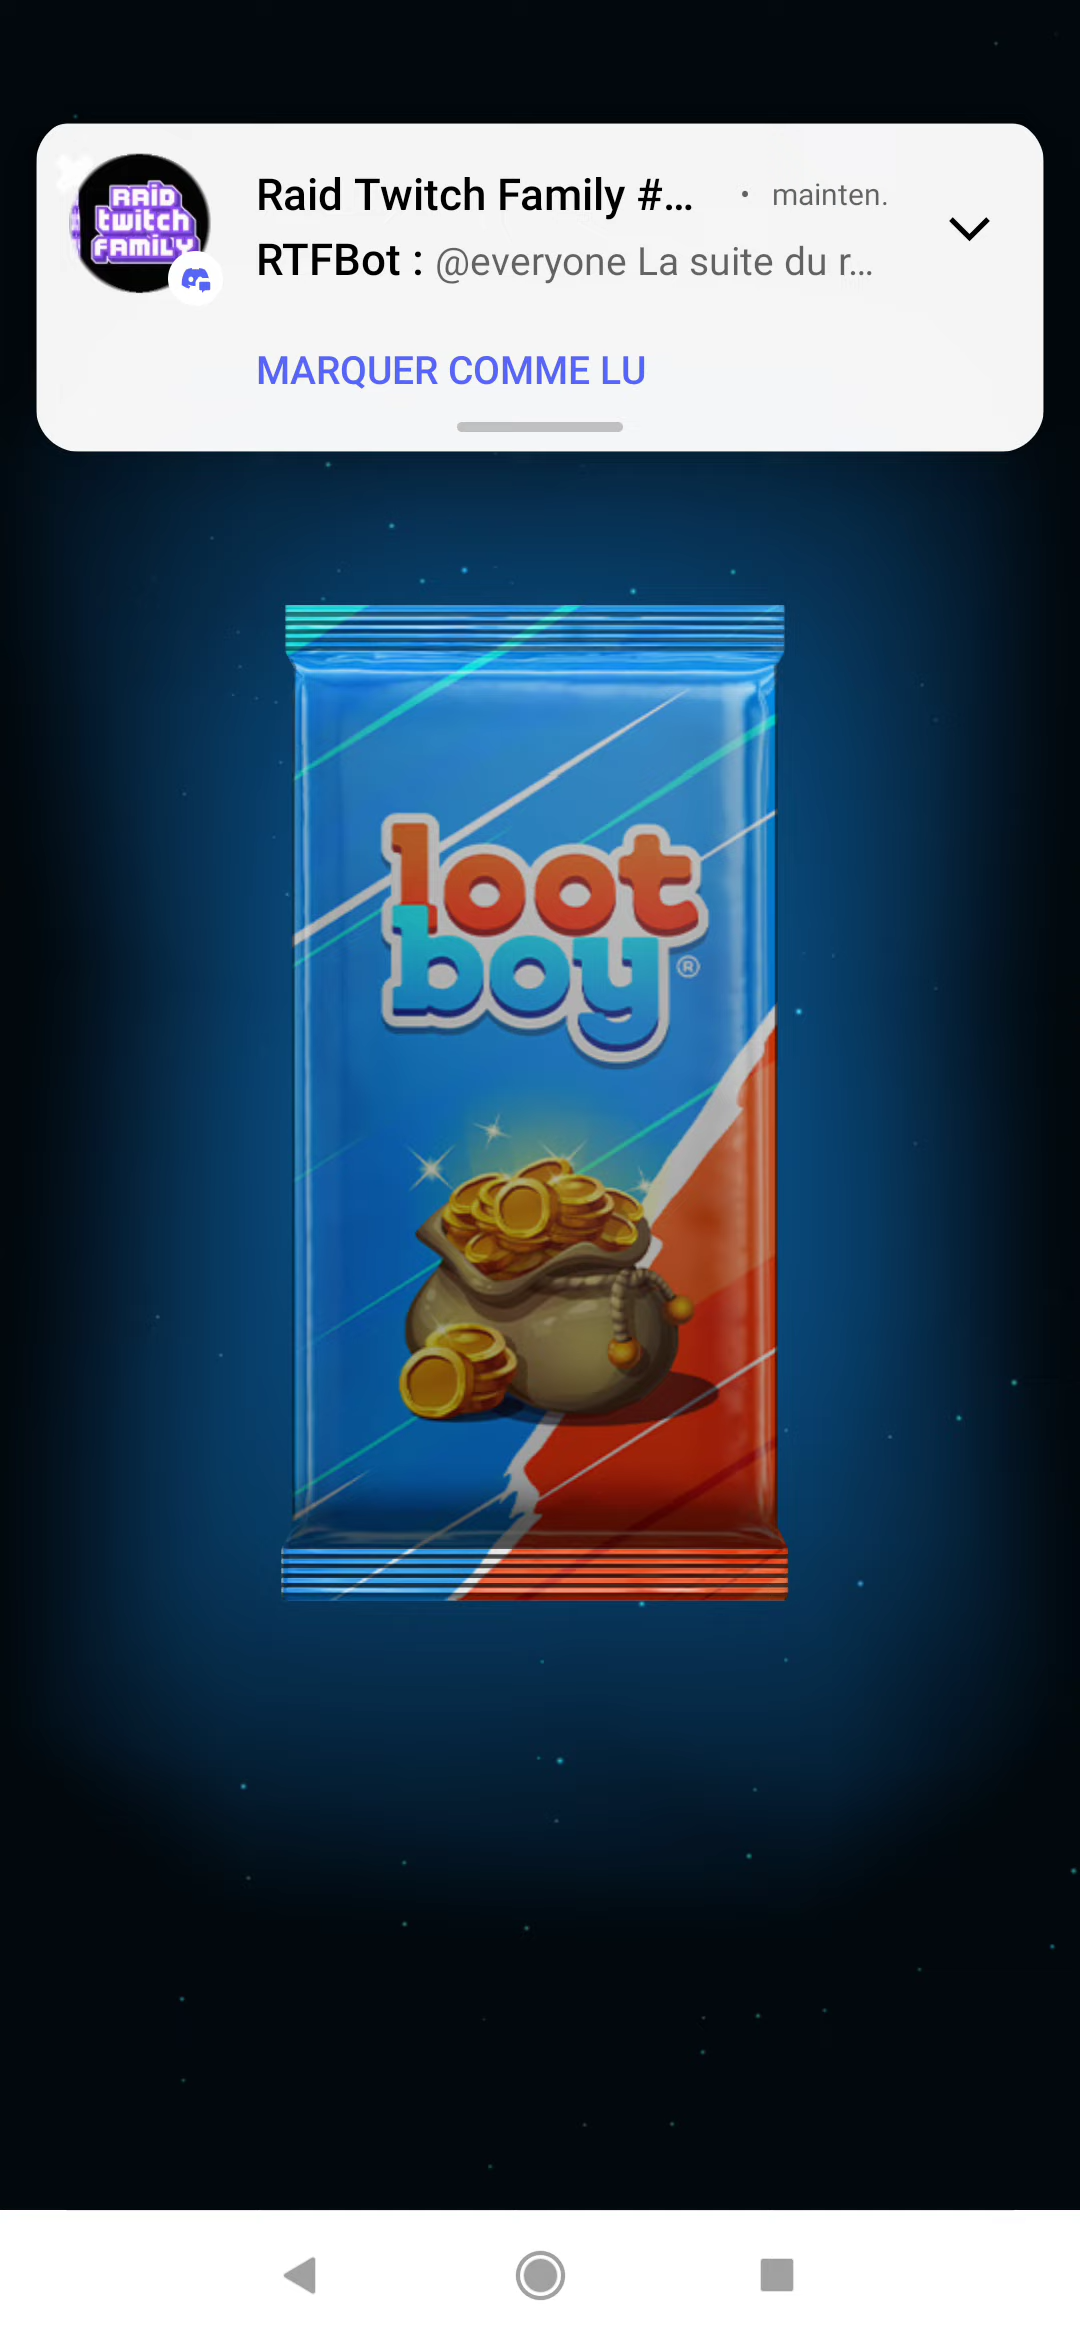 RAID
twitch
FAMILY
Raid Twitch Family #... • mainten.
RTFBot : @everyone La suite du r...
MARQUER COMME LU
loot
boy®